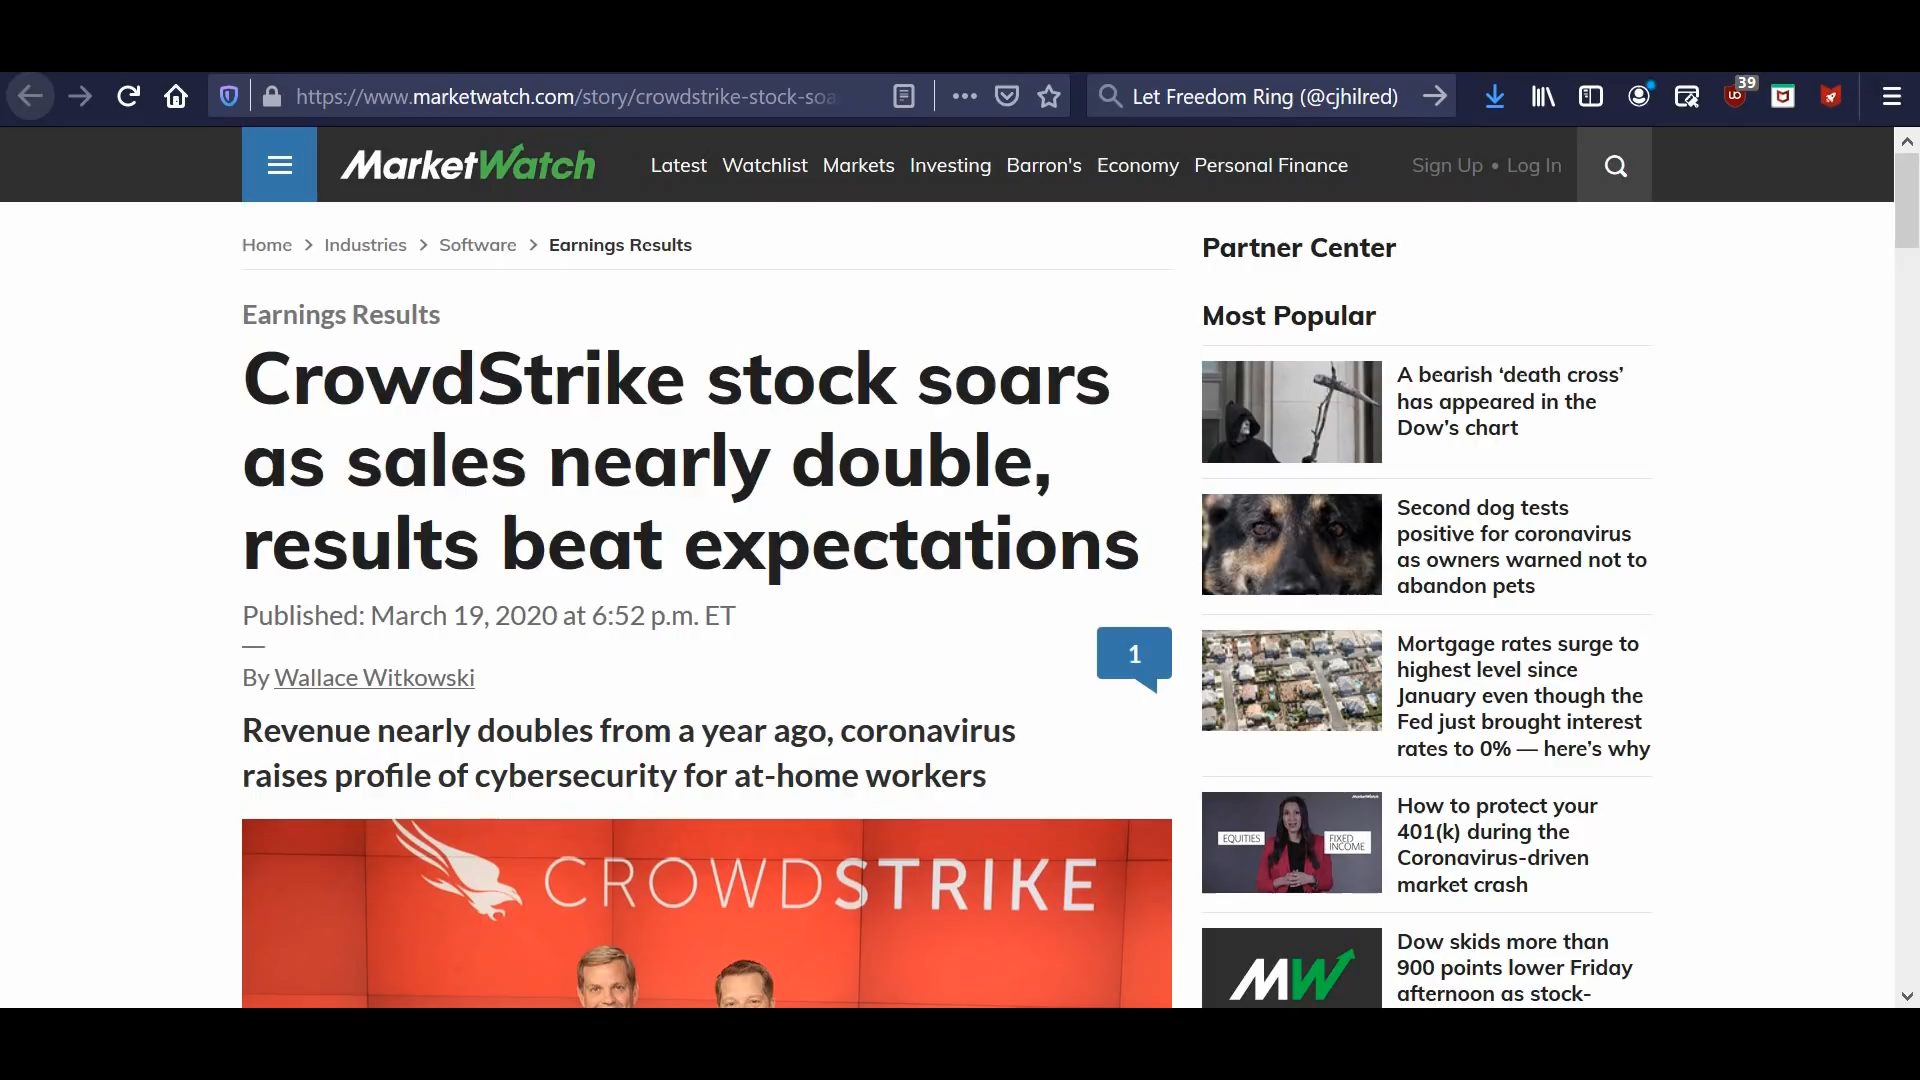 https://www.marketwatch.com/story/crowdstrike-stock-soa
Let Freedom Ring (@cjhilred)
39
MarketWatch
Latest Watchlist Markets Investing Barron's Economy Personal Finance
Sign Up • Log In
Home > Industries > Software > Earnings Results
Earnings Results
CrowdStrike stock soars
as sales nearly double,
results beat expectations
Published: March 19, 2020 at 6:52 p.m. ET
By Wallace Witkowski
1
Revenue nearly doubles from a year ago, coronavirus
raises profile of cybersecurity for at-home workers
CROWDSTRIKE
Partner Center
Most Popular
A bearish ‘death cross’
has appeared in the
Dow’s chart
Second dog tests
positive for coronavirus
as owners warned not to
abandon pets
Mortgage rates surge to
highest level since
January even though the
Fed just brought interest
rates to 0% — here’s why
MarketWatch
EQUITIES
FIXED
INCOME
How to protect your
401(k) during the
Coronavirus-driven
market crash
MW
Dow skids more than
900 points lower Friday
afternoon as stock-